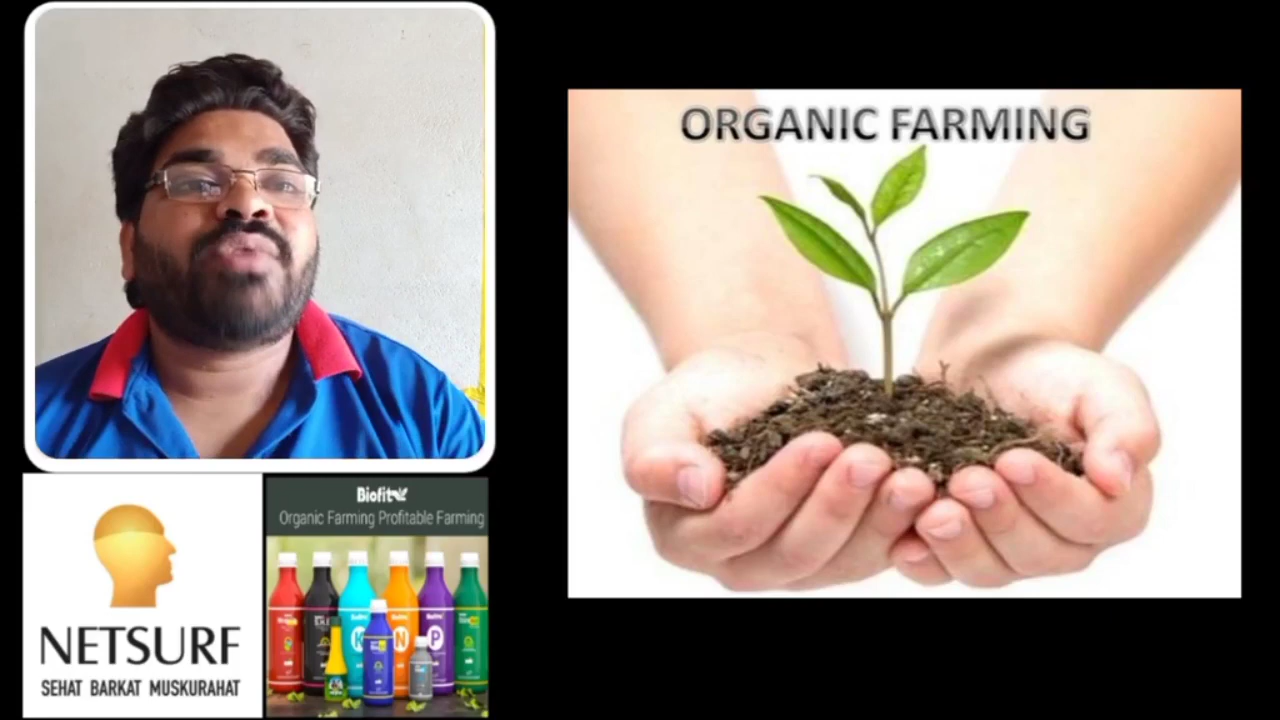 ORGANIC FARMING
NETSURF
SEHAT BARKAT MUSKURAHAT
Biofit
Organic Farming Profitable Farming
K
N
P